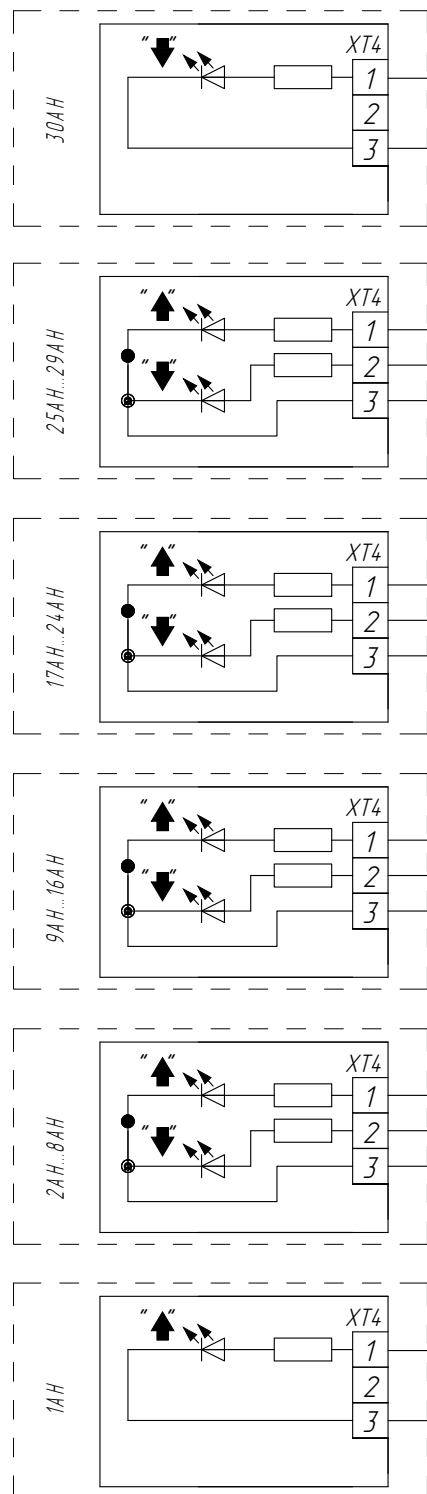 " "
XT4
30АН
1
2
3
" "
XT4
25АН...29АН
1
" "
2
3
" "
XT4
17АН...24АН
1
" "
2
3
" "
XT4
9АН...16АН
1
" "
2
3
" "
XT4
2АН...8АН
1
" "
2
3
" "
XT4
1АН
1
2
3